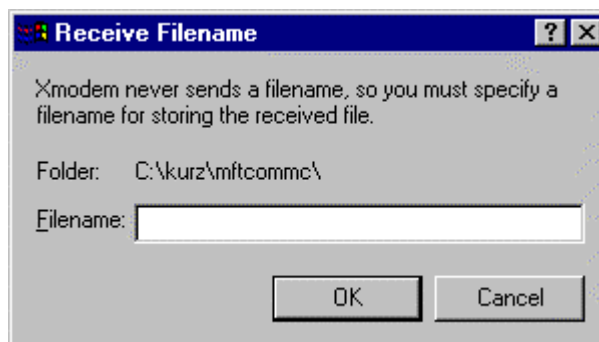 Receive Filename
Xmodem never sends a filename, so you must specify a
filename for storing the received file.
Folder: C:\kurz\mftcommc\
Filename:
OK Cancel